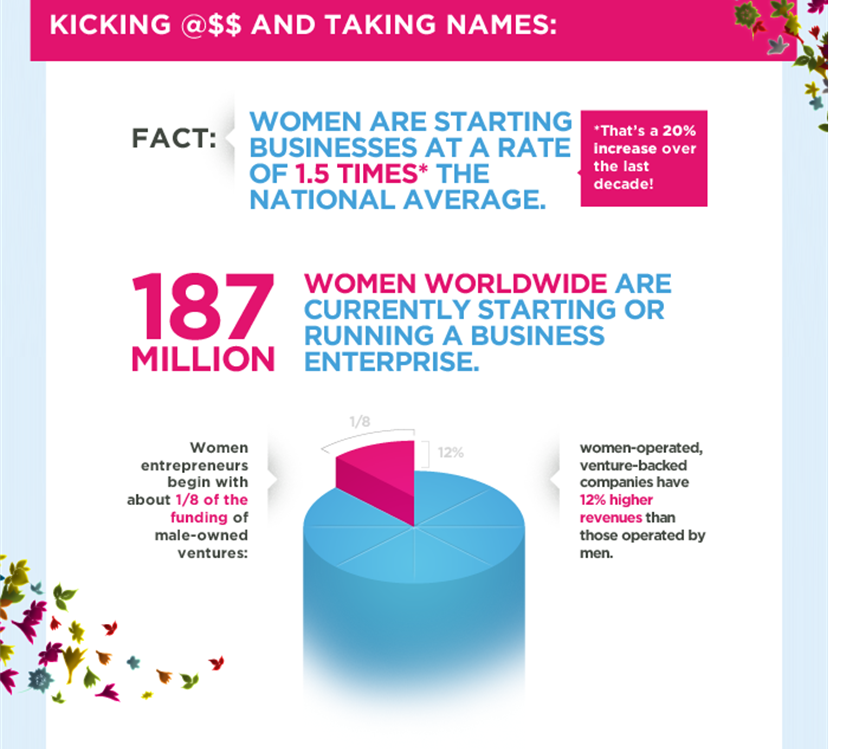 KICKING @$$ AND TAKING NAMES:
FACT:
WOMEN ARE STARTING
BUSINESSES AT A RATE
OF 1.5 TIMES* THE
NATIONAL AVERAGE.
*That's a 20%
increase over
the last
decade!
187
MILLION
WOMEN WORLDWIDE ARE
CURRENTLY STARTING OR
RUNNING A BUSINESS
ENTERPRISE.
Women
entrepreneurs
begin with
about 1/8 of the
funding of
male-owned
ventures:
1/8
12%
women-operated,
venture-backed
companies have
12% higher
revenues than
those operated by
men.